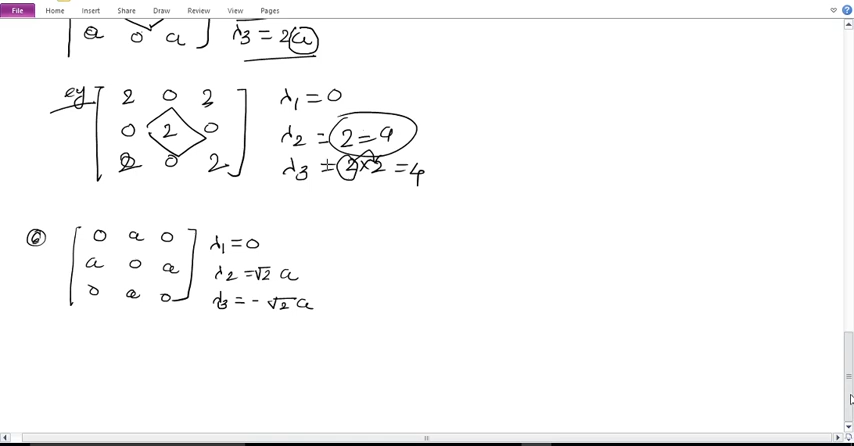 File Home Insert Share Draw Review View Pages
a 0 a λ3 = 2a
eg 2 0 2 λ1 = 0
0 2 0 λ2 = 2 = a
2 0 2 λ3 = 2×2 = 4
6 0 a 0 λ1 = 0
a 0 a λ2 = √2 a
0 a 0 λ3 = - √2 a